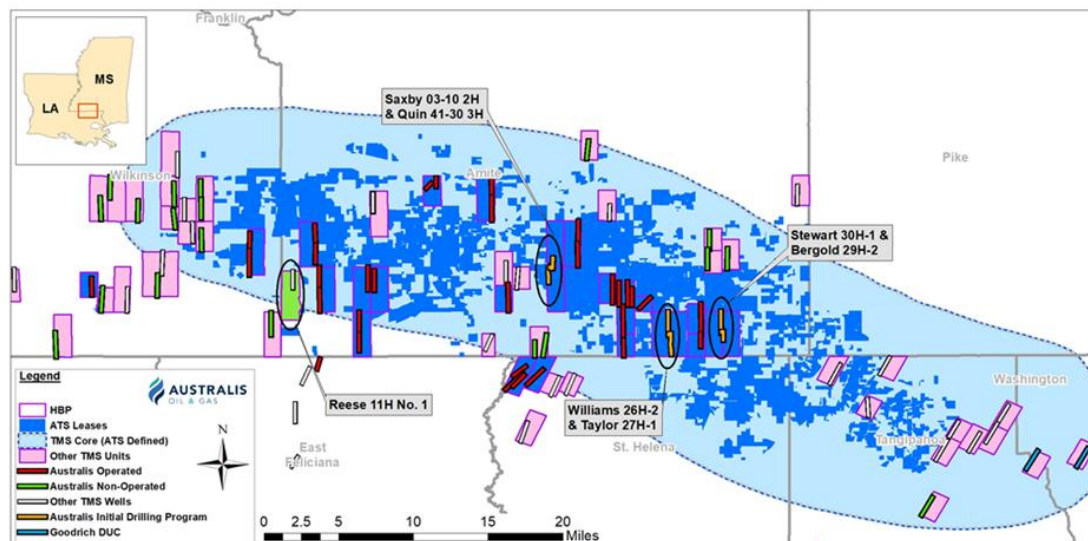 Franklin
MS
LA
Saxby 03-10 2H
& Quin 41-30 3H
Wilkinson
Amite
Pike
Stewart 30H-1 &
Bergold 29H-2
Legend
AUSTRALIS
OIL & GAS
HBP
ATS Leases
TMS Core (ATS Defined)
Other TMS Units
Australis Operated
Australis Non-Operated
Other TMS Wells
Australis Initial Drilling Program
Goodrich DUC
N
Reese 11H No. 1
East
Feliciana
Williams 26H-2
& Taylor 27H-1
St. Helena
Washington
Tangipahoa
0 2.5 5 10 15 20
Miles